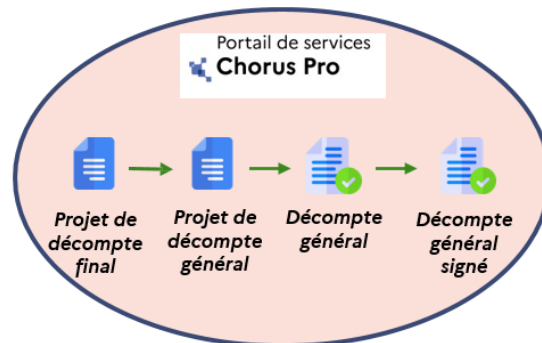 Portail de services
Chorus Pro
Projet de
décompte
final
Projet de
décompte
général
Décompte
général
Décompte
général
signé